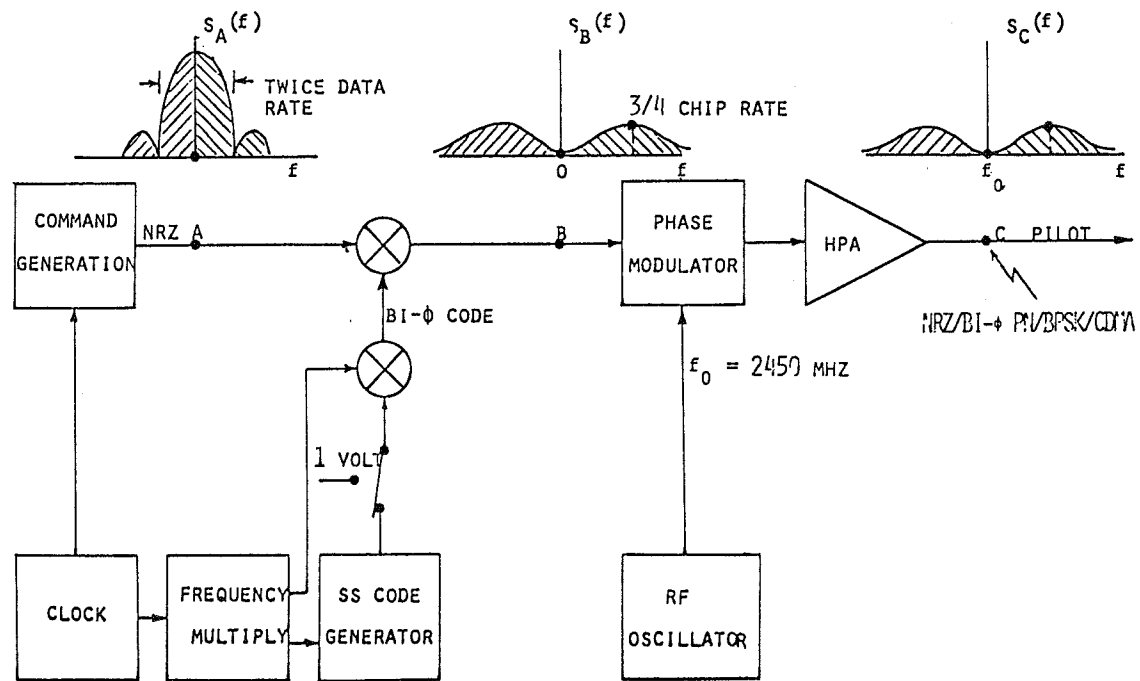 S_A(f)
S_B(f)
S_C(f)
TWICE DATA
RATE
3/4 CHIP RATE
f
0
f
f_0
f
COMMAND
GENERATION
NRZ
A
B
PHASE
MODULATOR
HPA
C
PILOT
BI-ϕ CODE
NRZ/BI-ϕ PN/BPSK/CDMA
f_0 = 2450 MHZ
1 VOLT
CLOCK
FREQUENCY
MULTIPLY
SS CODE
GENERATOR
RF
OSCILLATOR